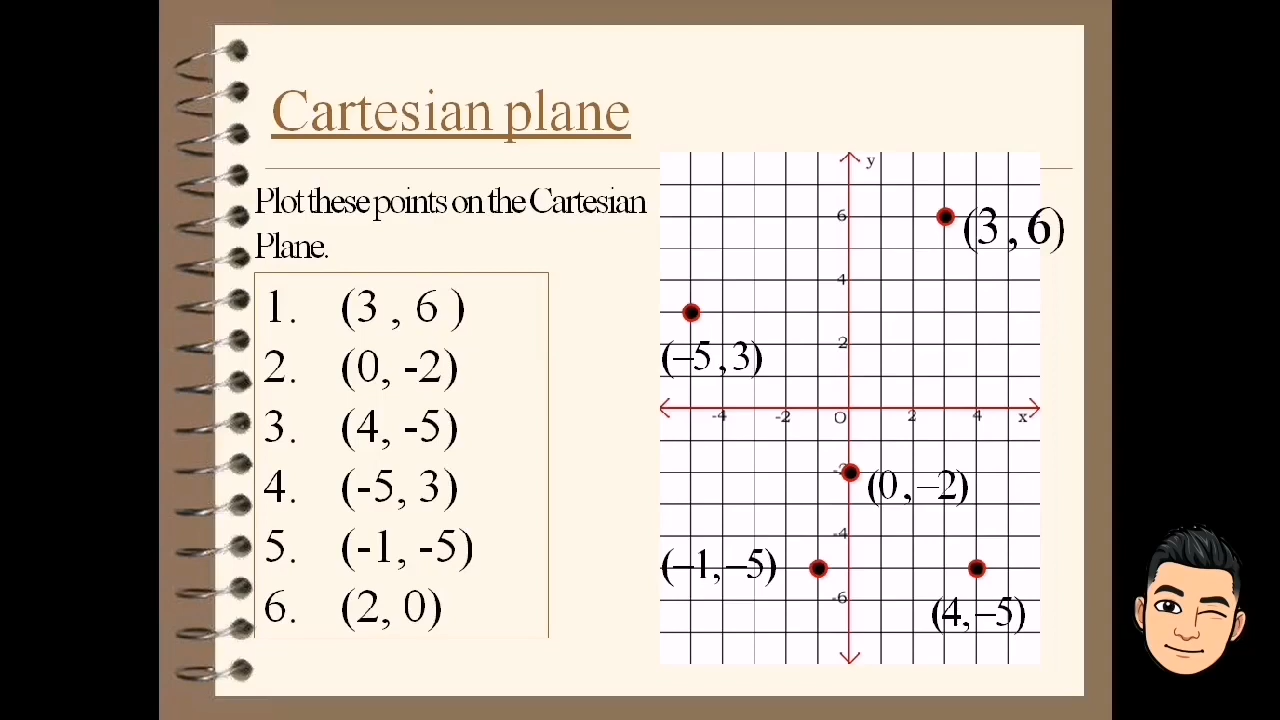 Cartesian plane
Plot these points on the Cartesian
Plane.
1. (3 , 6 )
2. (0, -2)
3. (4, -5)
4. (-5, 3)
5. (-1, -5)
6. (2, 0)
y
6
(3 , 6)
4
2
(−5 , 3)
-4 -2 O 2 4 x
-2
(0 , −2)
-4
(−1, −5)
-6
(4, −5)